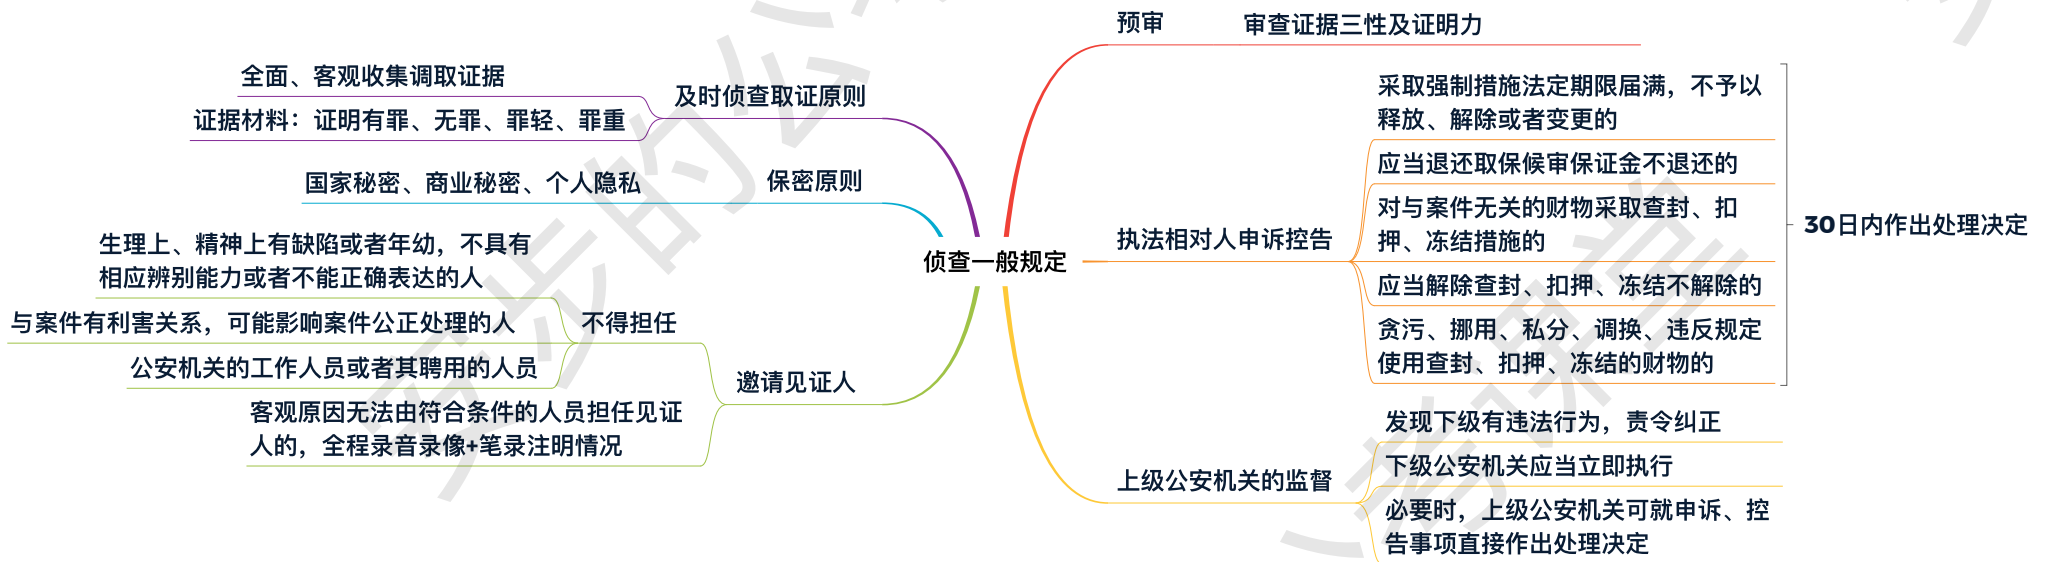 侦查一般规定
预审
审查证据三性及证明力
执法相对人申诉控告
采取强制措施法定期限届满，不予以
释放、解除或者变更的
应当退还取保候审保证金不退还的
对与案件无关的财物采取查封、扣
押、冻结措施的
应当解除查封、扣押、冻结不解除的
贪污、挪用、私分、调换、违反规定
使用查封、扣押、冻结的财物的
30日内作出处理决定
上级公安机关的监督
发现下级有违法行为，责令纠正
下级公安机关应当立即执行
必要时，上级公安机关可就申诉、控
告事项直接作出处理决定
及时侦查取证原则
全面、客观收集调取证据
证据材料：证明有罪、无罪、罪轻、罪重
保密原则
国家秘密、商业秘密、个人隐私
邀请见证人
不得担任
生理上、精神上有缺陷或者年幼，不具有
相应辨别能力或者不能正确表达的人
与案件有利害关系，可能影响案件公正处理的人
公安机关的工作人员或者其聘用的人员
客观原因无法由符合条件的人员担任见证
人的，全程录音录像+笔录注明情况
安步的公
考课堂